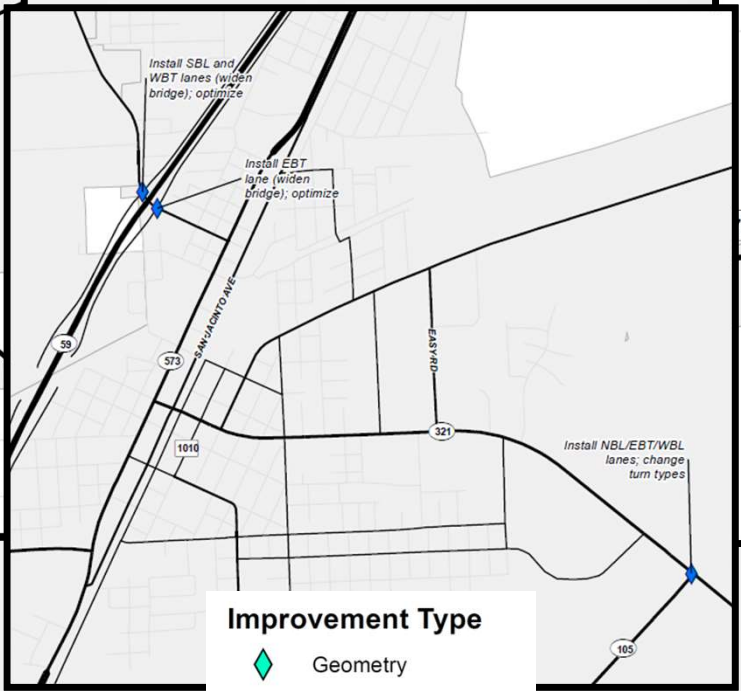 Install SBL and
WBT lanes (widen
bridge); optimize
Install EBT
lane (widen
bridge); optimize
59
573
SAN JACINTO AVE
EASY RD
321
1010
Install NBL/EBT/WBL
lanes; change
turn types
105
Improvement Type
Geometry